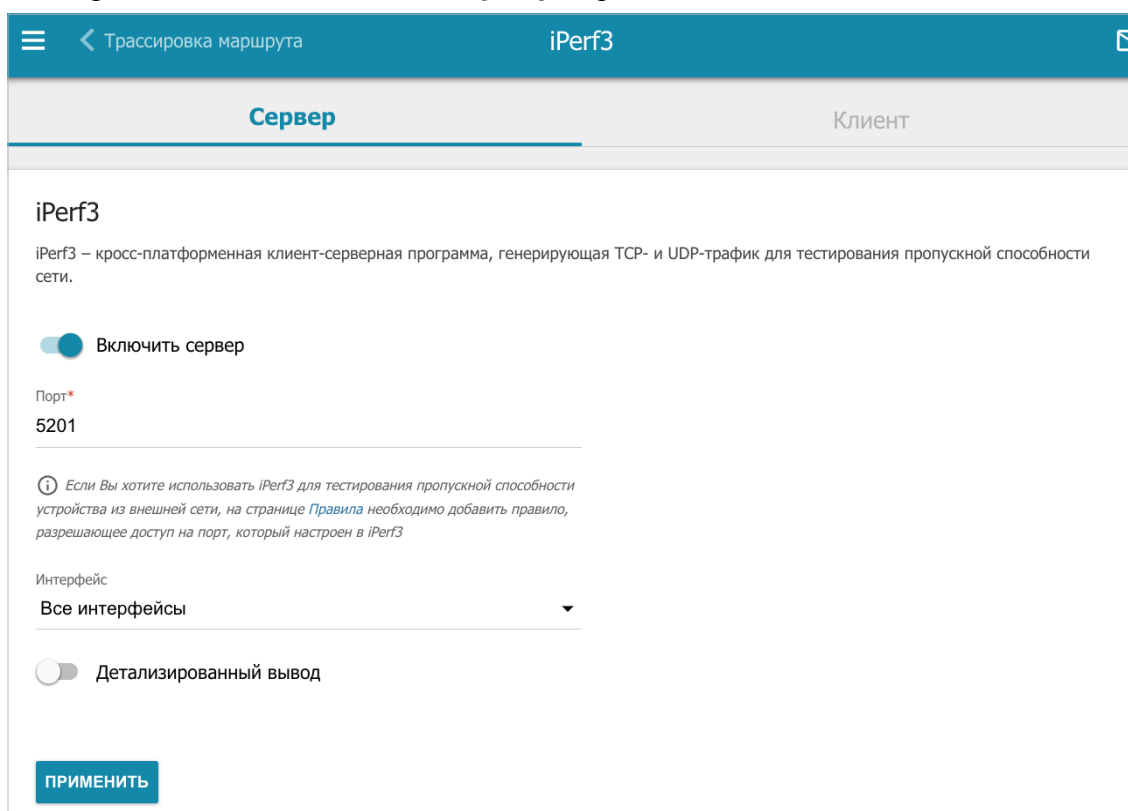 Трассировка маршрута
iPerf3
Сервер
Клиент
iPerf3
iPerf3 – кросс-платформенная клиент-серверная программа, генерирующая TCP- и UDP-трафик для тестирования пропускной способности
сети.
Включить сервер
Порт*
5201
Если Вы хотите использовать iPerf3 для тестирования пропускной способности
устройства из внешней сети, на странице Правила необходимо добавить правило,
разрешающее доступ на порт, который настроен в iPerf3
Интерфейс
Все интерфейсы
Детализированный вывод
ПРИМЕНИТЬ